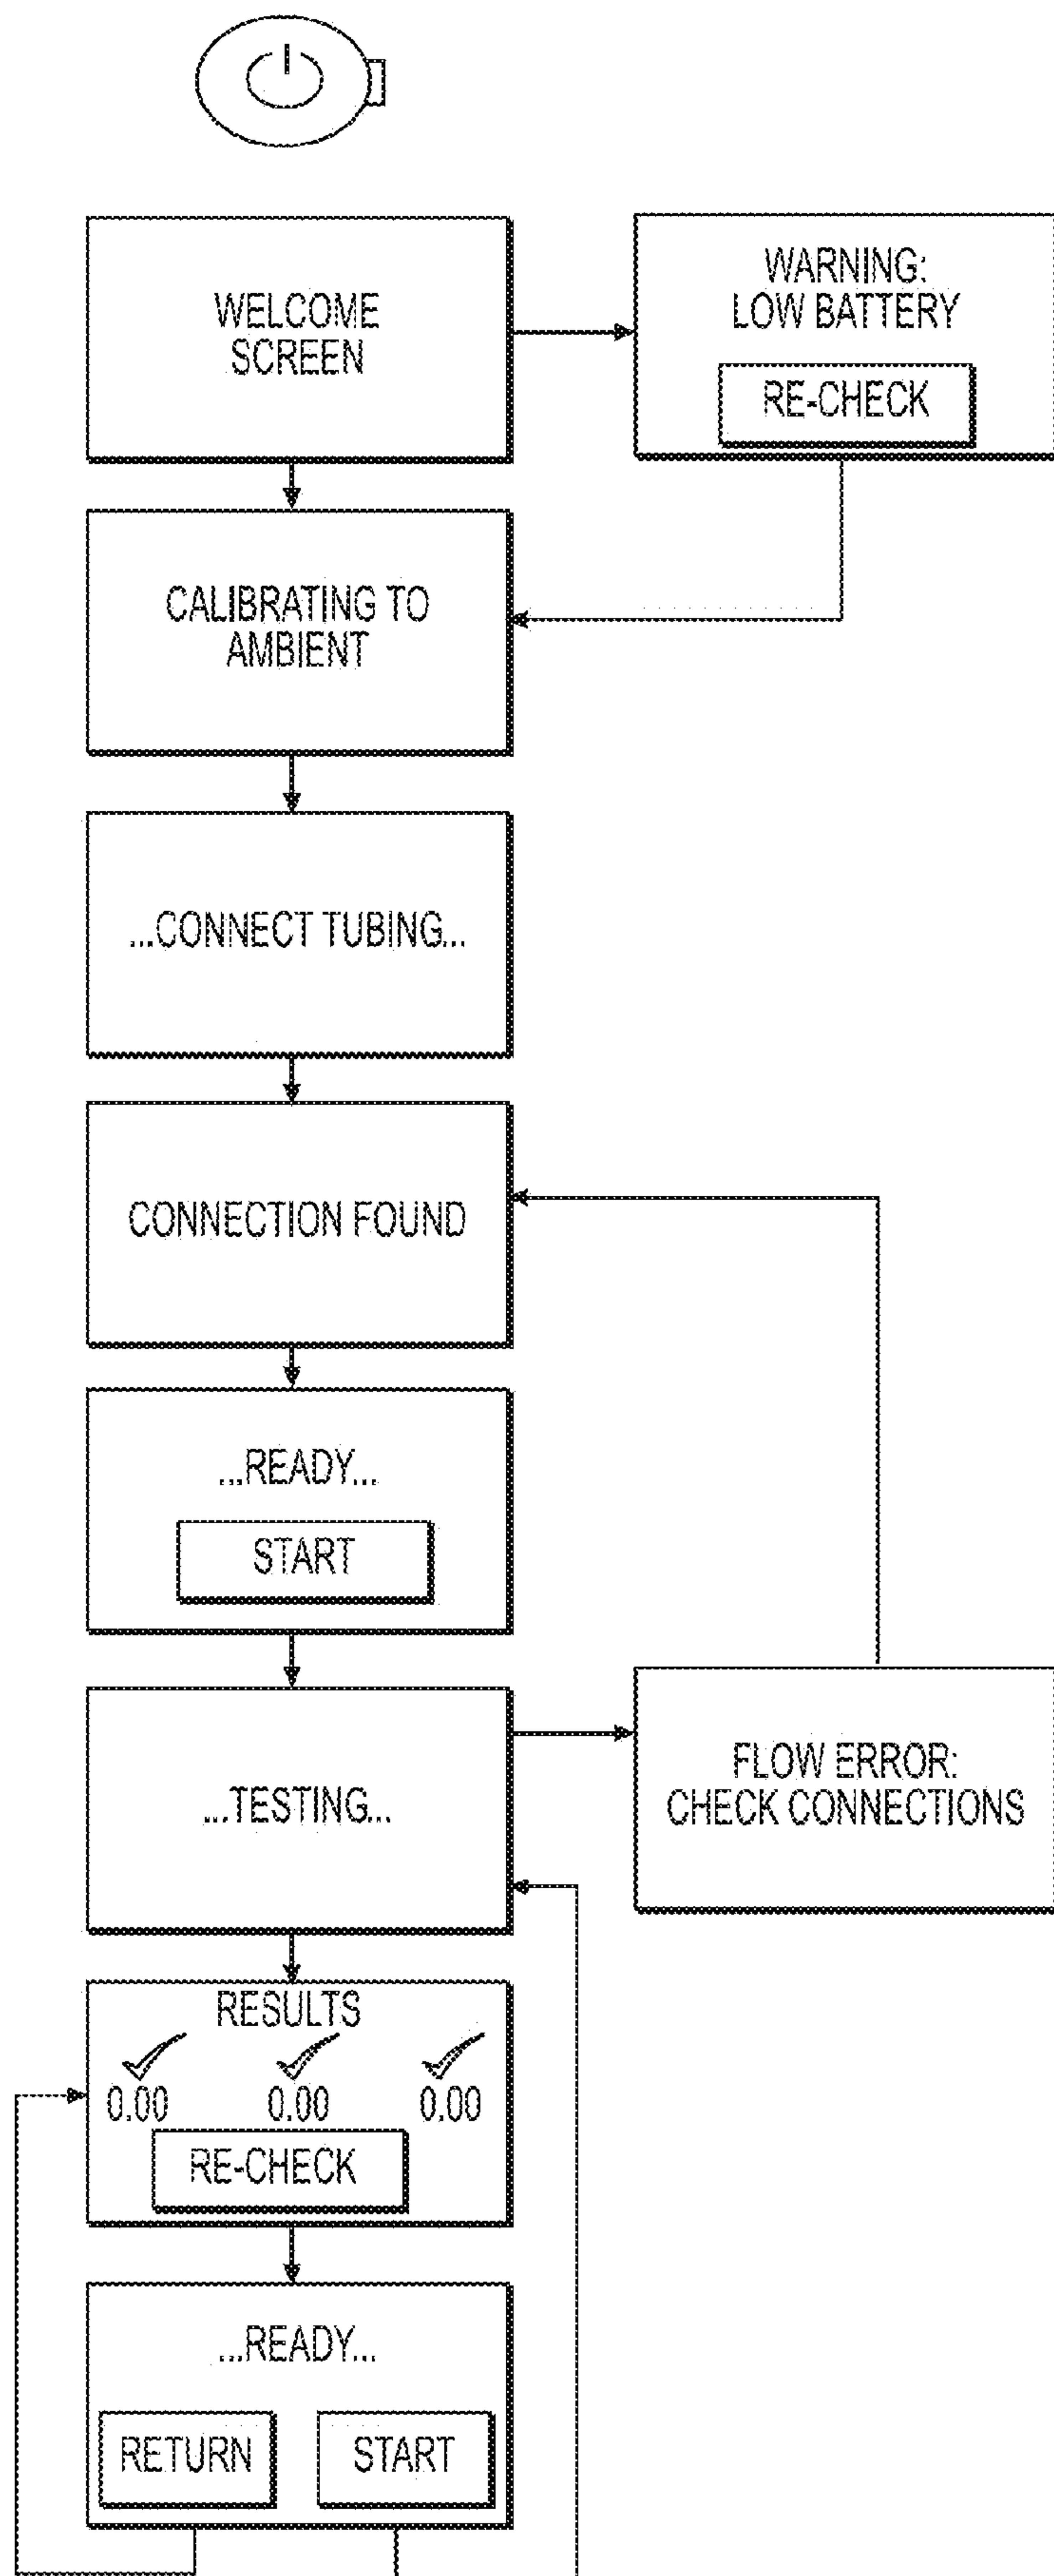 WELCOME
SCREEN
WARNING:
LOW BATTERY
RE-CHECK
CALIBRATING TO
AMBIENT
...CONNECT TUBING...
CONNECTION FOUND
...READY...
START
...TESTING...
FLOW ERROR:
CHECK CONNECTIONS
RESULTS
0.00 0.00 0.00
RE-CHECK
...READY...
RETURN START